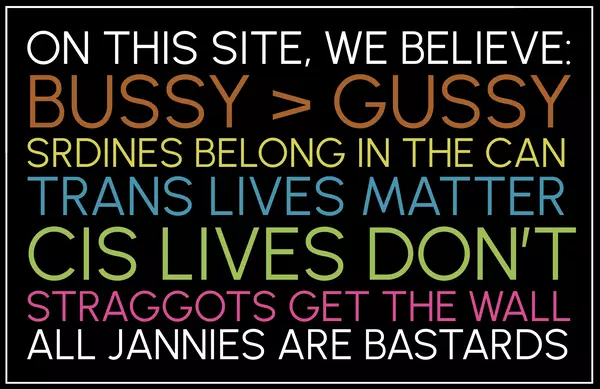 ON THIS SITE, WE BELIEVE:
BUSSY > GUSSY
SRDINES BELONG IN THE CAN
TRANS LIVES MATTER
CIS LIVES DON'T
STRAGGOTS GET THE WALL
ALL JANNIES ARE BASTARDS